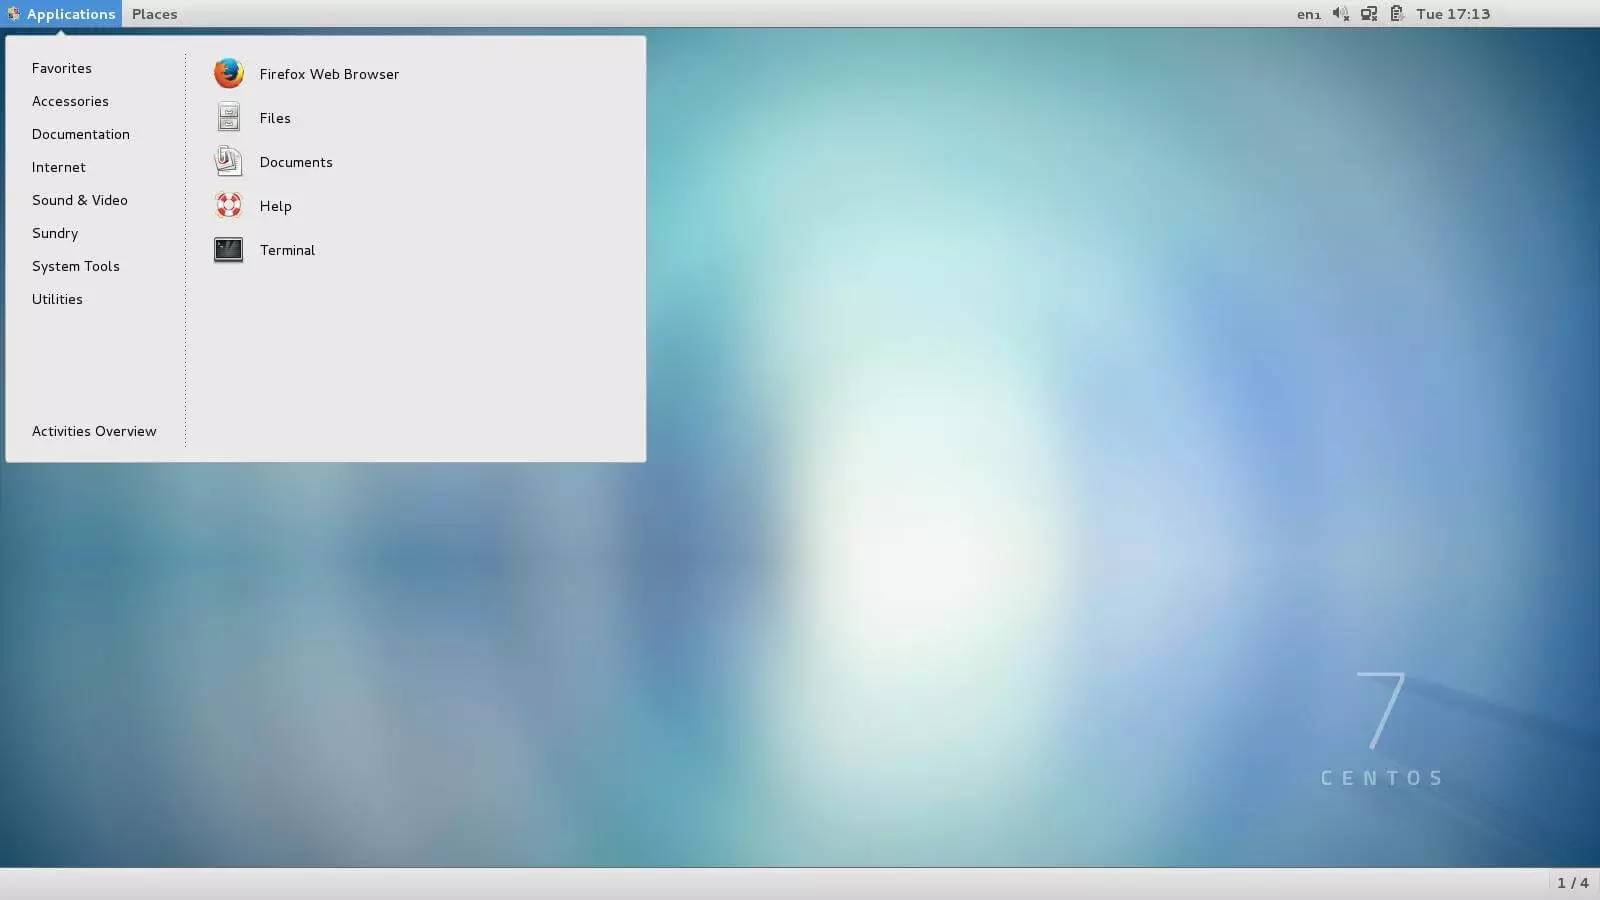 Applications Places en₁ Tue 17:13
Favorites
Accessories
Documentation
Internet
Sound & Video
Sundry
System Tools
Utilities
Activities Overview
Firefox Web Browser
Files
Documents
Help
Terminal
7
CENTOS
1 / 4